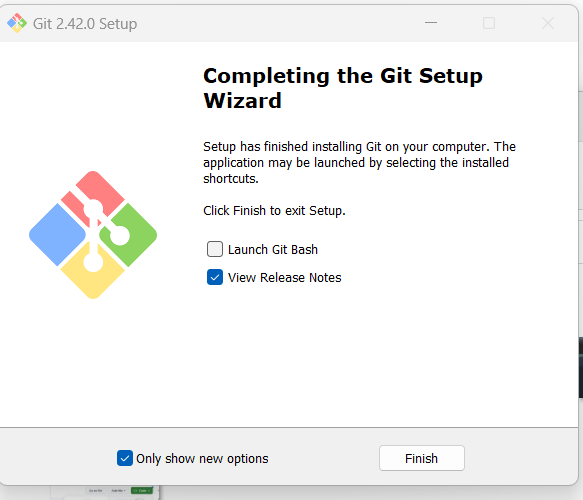 Git 2.42.0 Setup
Completing the Git Setup
Wizard
Setup has finished installing Git on your computer. The
application may be launched by selecting the installed
shortcuts.
Click Finish to exit Setup.
Launch Git Bash
View Release Notes
Only show new options
Finish